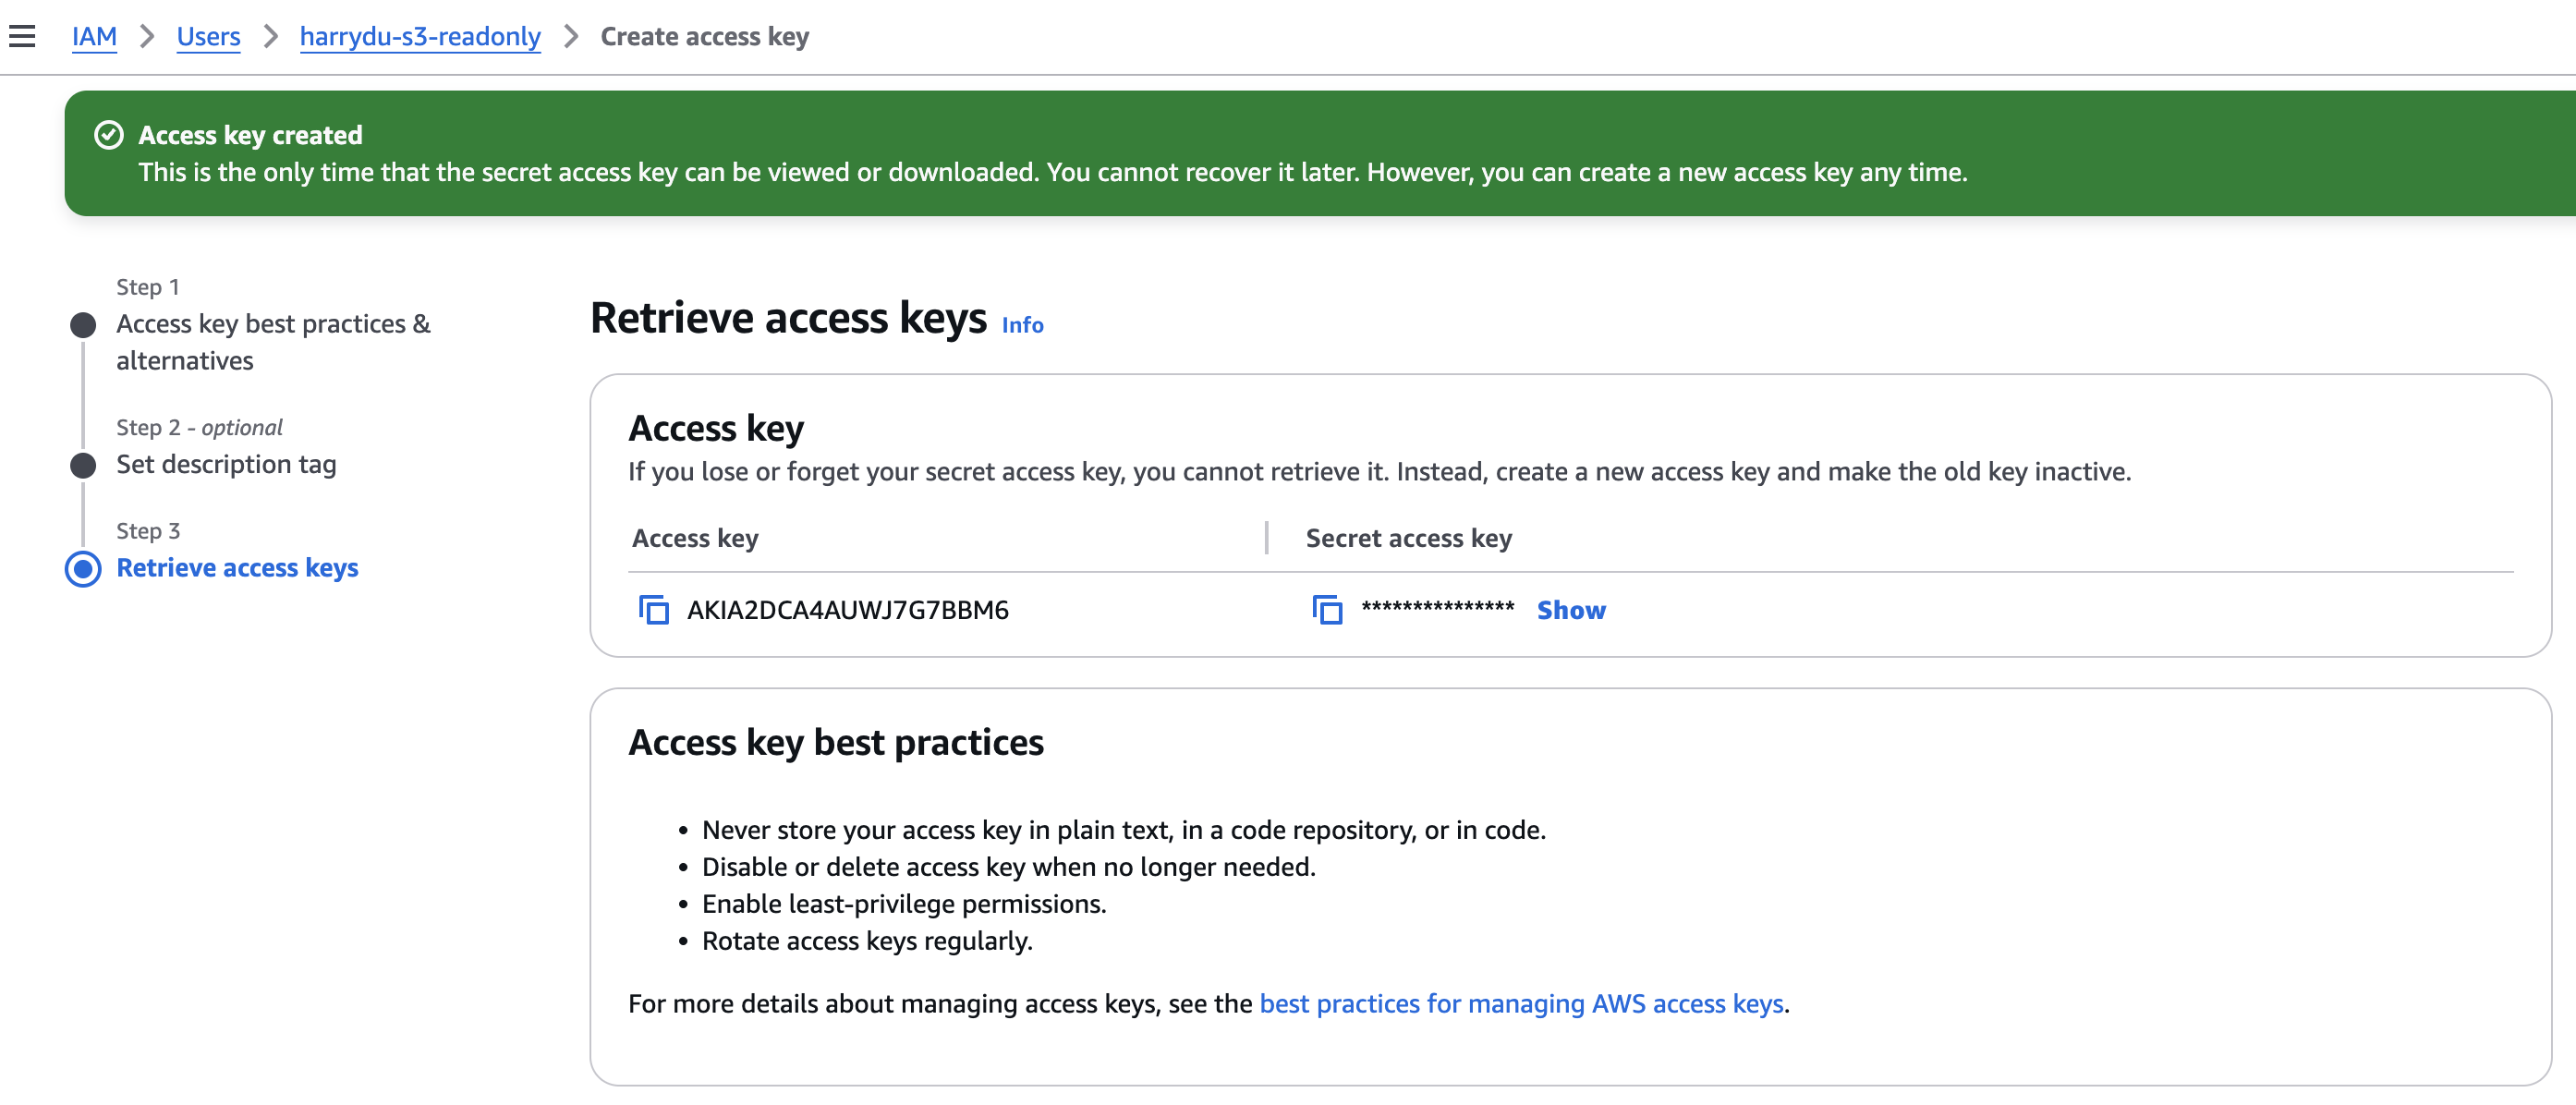 IAM > Users > harrydu-s3-readonly > Create access key
Access key created
This is the only time that the secret access key can be viewed or downloaded. You cannot recover it later. However, you can create a new access key any time.
Step 1
Access key best practices &
alternatives
Step 2 - optional
Set description tag
Step 3
Retrieve access keys
Retrieve access keys Info
Access key
If you lose or forget your secret access key, you cannot retrieve it. Instead, create a new access key and make the old key inactive.
Access key | Secret access key
AKIA2DCA4AUWJ7G7BBM6 *************** Show
Access key best practices
• Never store your access key in plain text, in a code repository, or in code.
• Disable or delete access key when no longer needed.
• Enable least-privilege permissions.
• Rotate access keys regularly.
For more details about managing access keys, see the best practices for managing AWS access keys.